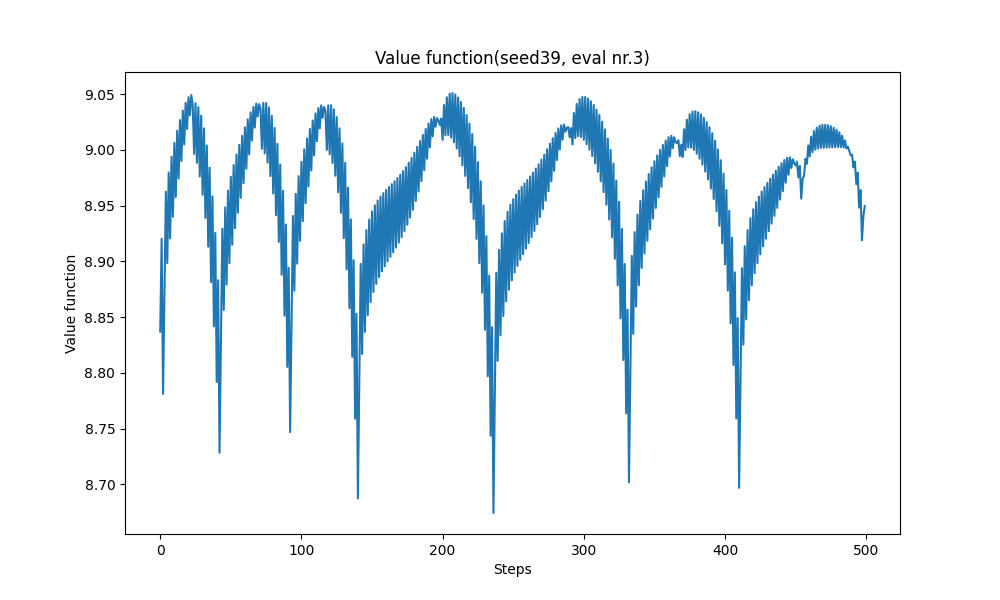 Value function(seed39, eval nr.3)
Value function
9.05
9.00
8.95
8.90
8.85
8.80
8.75
8.70
0 100 200 300 400 500
Steps